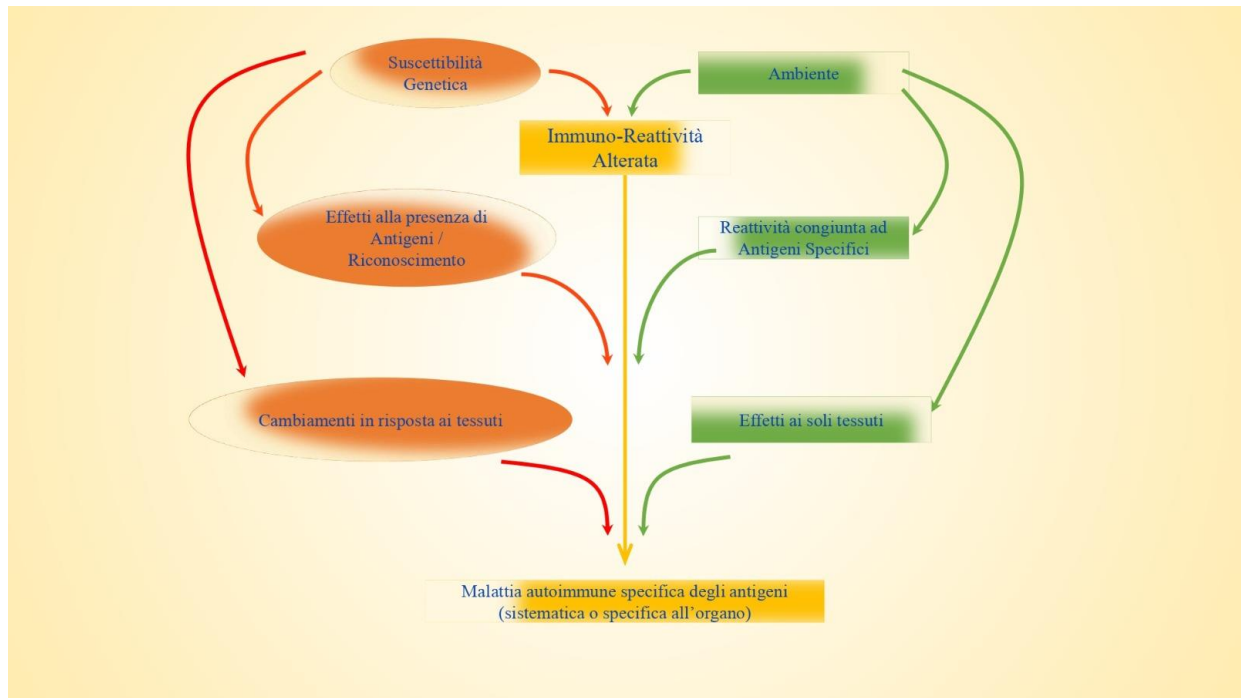 Suscettibilità
Genetica
Ambiente
Immuno-Reattività
Alterata
Effetti alla presenza di
Antigeni /
Riconoscimento
Reattività congiunta ad
Antigeni Specifici
Cambiamenti in risposta ai tessuti
Effetti ai soli tessuti
Malattia autoimmune specifica degli antigeni
(sistematica o specifica all’organo)